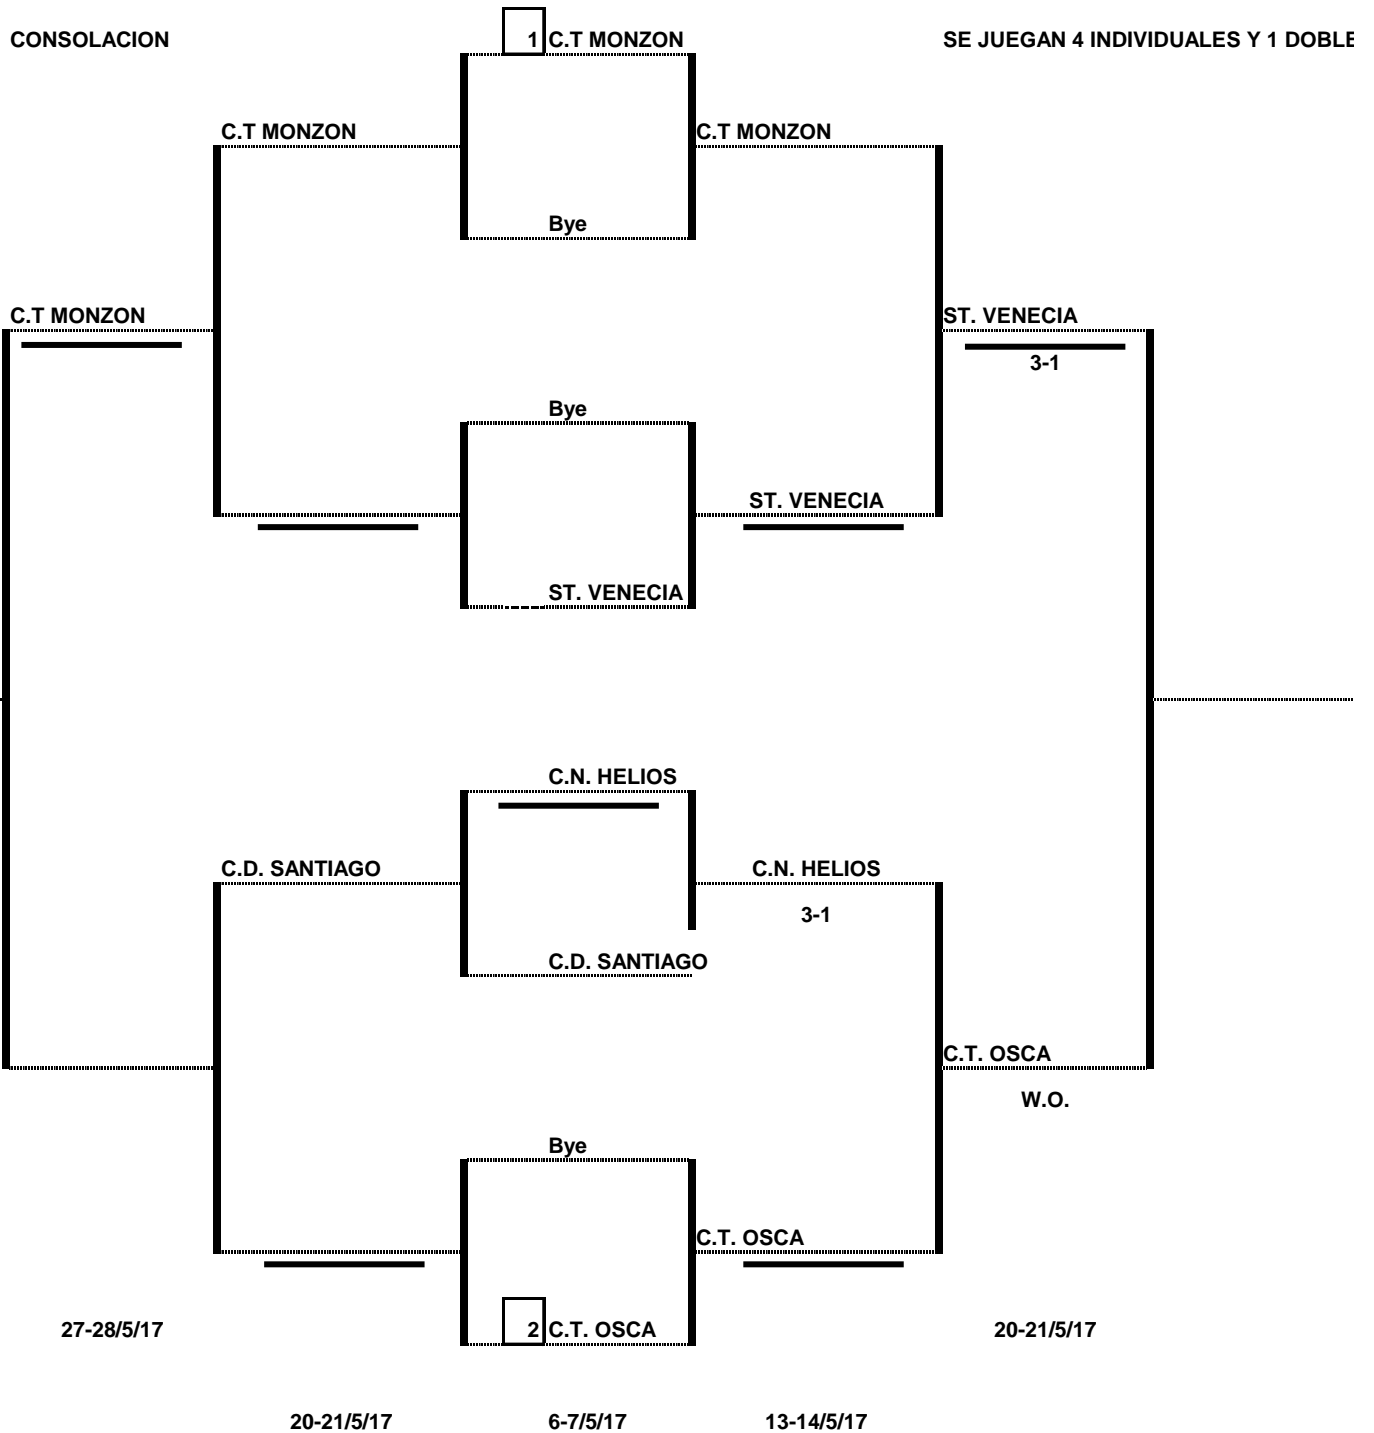 CONSOLACION
1 C.T MONZON
SE JUEGAN 4 INDIVIDUALES Y 1 DOBLE
C.T MONZON
C.T MONZON
Bye
C.T MONZON
ST. VENECIA
3-1
Bye
ST. VENECIA
ST. VENECIA
C.N. HELIOS
C.D. SANTIAGO
C.N. HELIOS
3-1
C.D. SANTIAGO
C.T. OSCA
W.O.
Bye
C.T. OSCA
27-28/5/17
2 C.T. OSCA
20-21/5/17
20-21/5/17
6-7/5/17
13-14/5/17